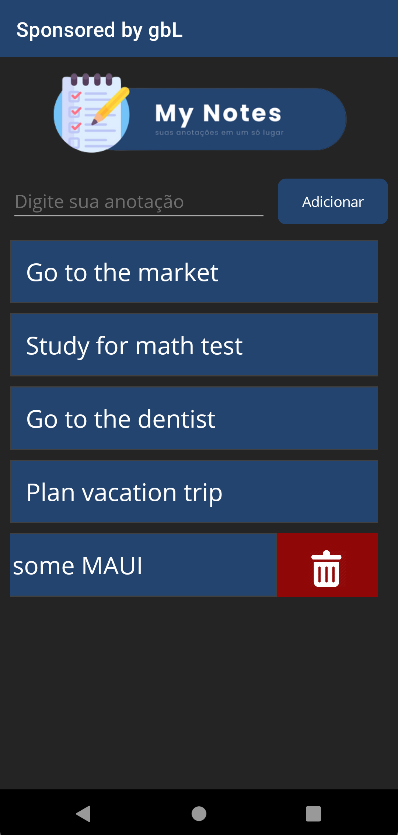 Sponsored by gbL
My Notes
suas anotações em um só lugar
Digite sua anotação
Adicionar
Go to the market
Study for math test
Go to the dentist
Plan vacation trip
some MAUI